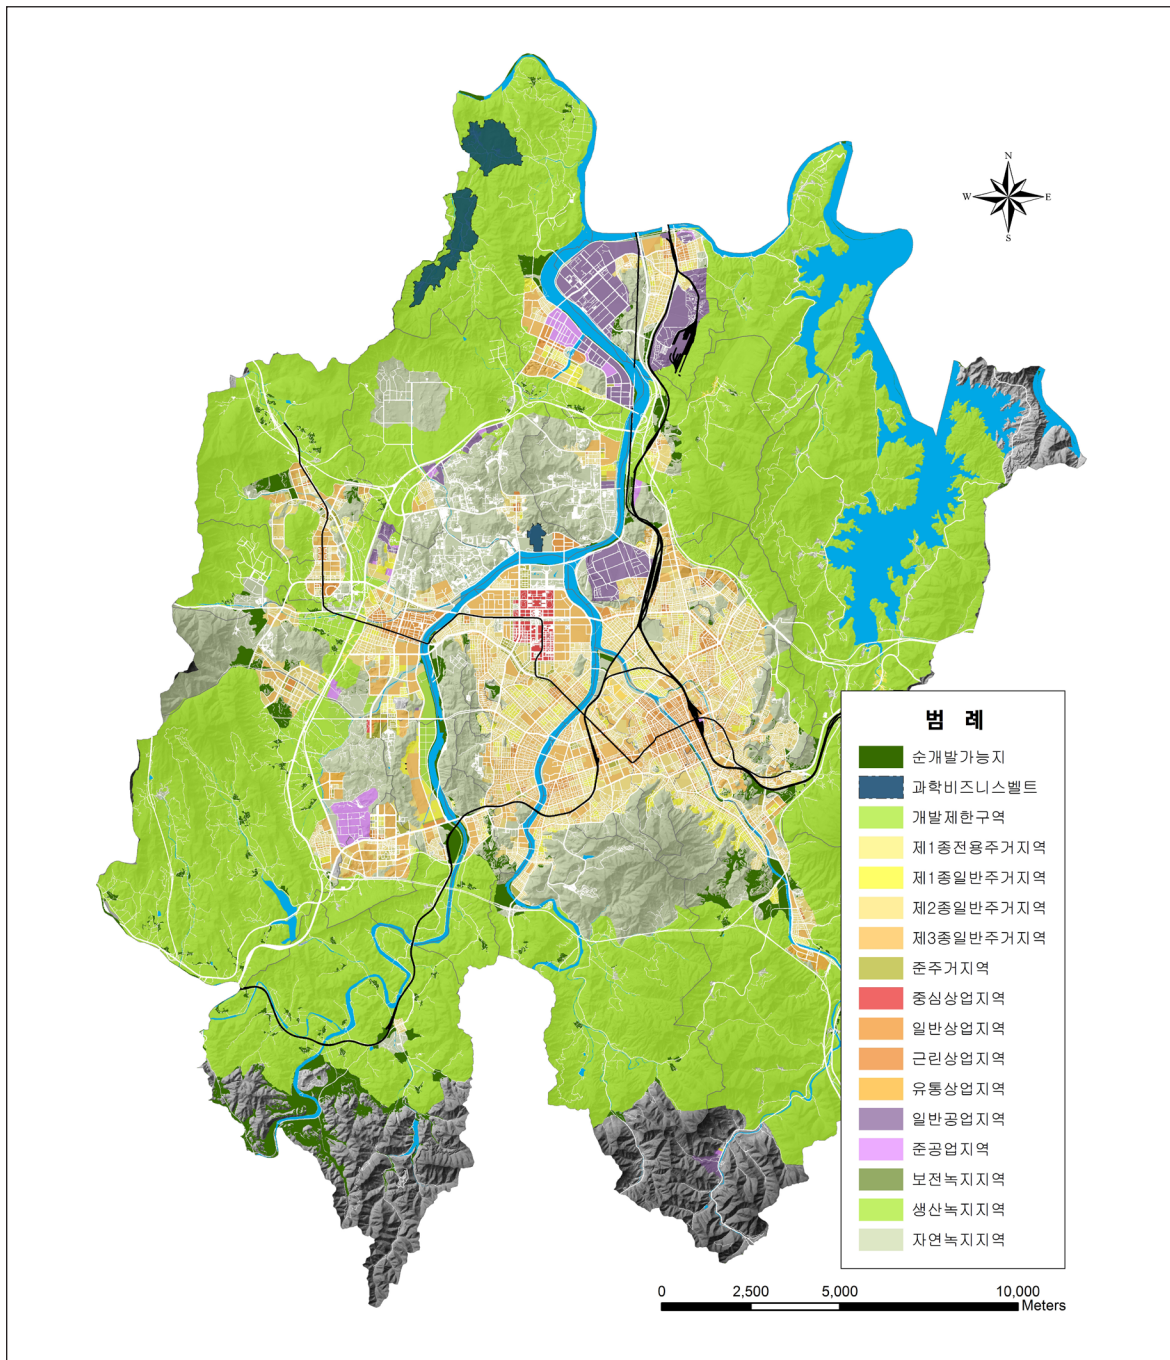 N
W E
S
범 례
순개발가능지
과학비즈니스벨트
개발제한구역
제1종전용주거지역
제1종일반주거지역
제2종일반주거지역
제3종일반주거지역
준주거지역
중심상업지역
일반상업지역
근린상업지역
유통상업지역
일반공업지역
준공업지역
보전녹지지역
생산녹지지역
자연녹지지역
0 2,500 5,000 10,000
Meters